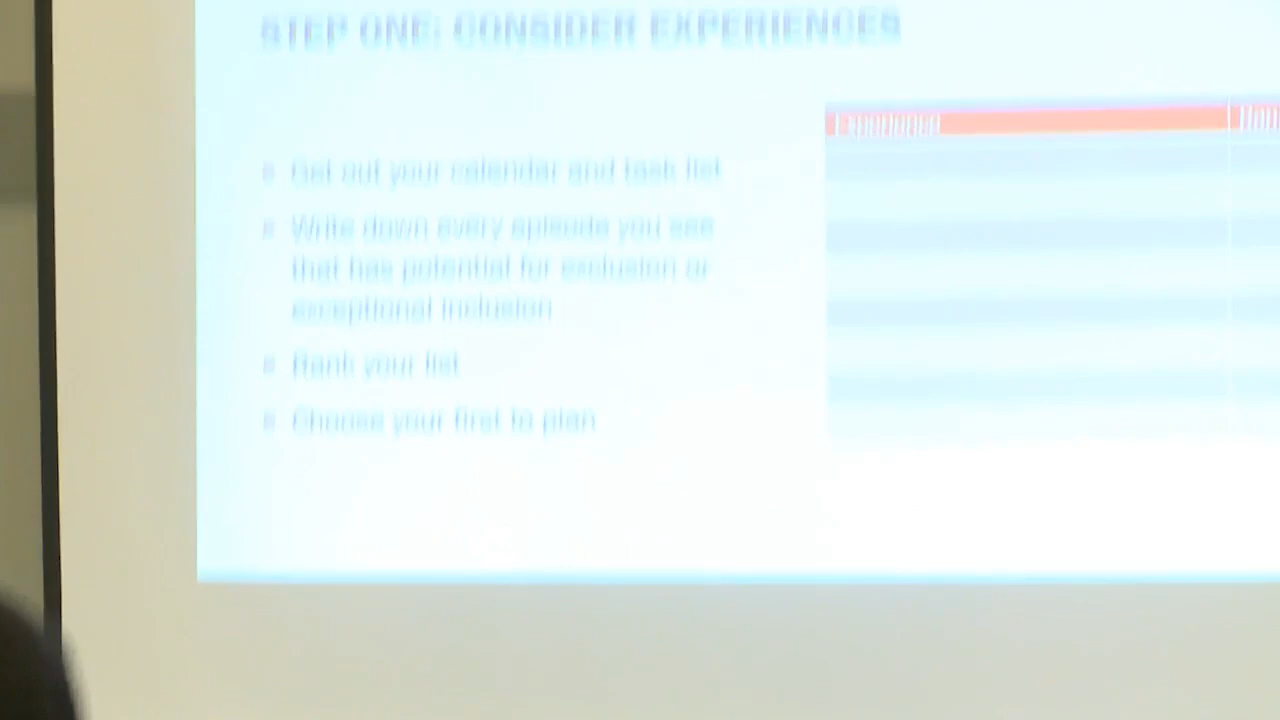 STEP ONE: CONSIDER EXPERIENCES
Get out your calendar and task list
Write down every episode you see
that has potential for exclusion or
exceptional inclusion
Rank your list
Choose your first to plan